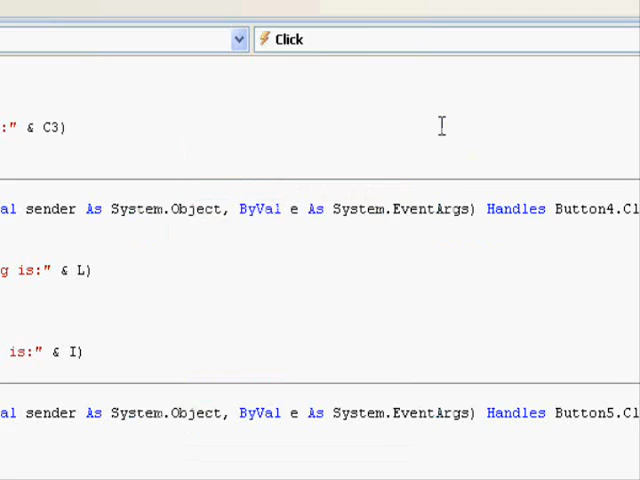 Click
:" & C3)
al sender As System.Object, ByVal e As System.EventArgs) Handles Button4.Cl
g is:" & L)
is:" & I)
al sender As System.Object, ByVal e As System.EventArgs) Handles Button5.Cl